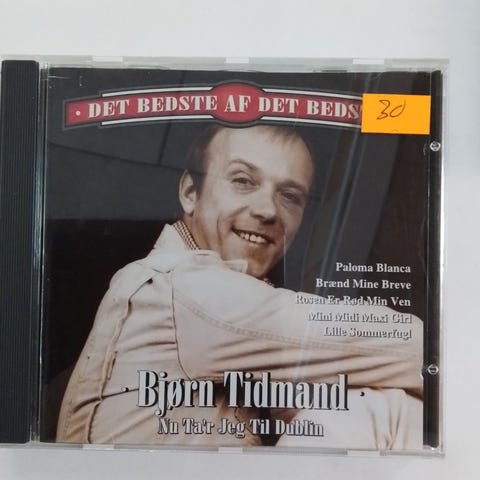 · DET BEDSTE AF DET BEDS
30
Paloma Blanca
Brænd Mine Breve
Rosen Er Rød Min Ven
Mini Midi Maxi Girl
Lille Sommerfugl
· Bjørn Tidmand ·
Nu Ta'r Jeg Til Dublin